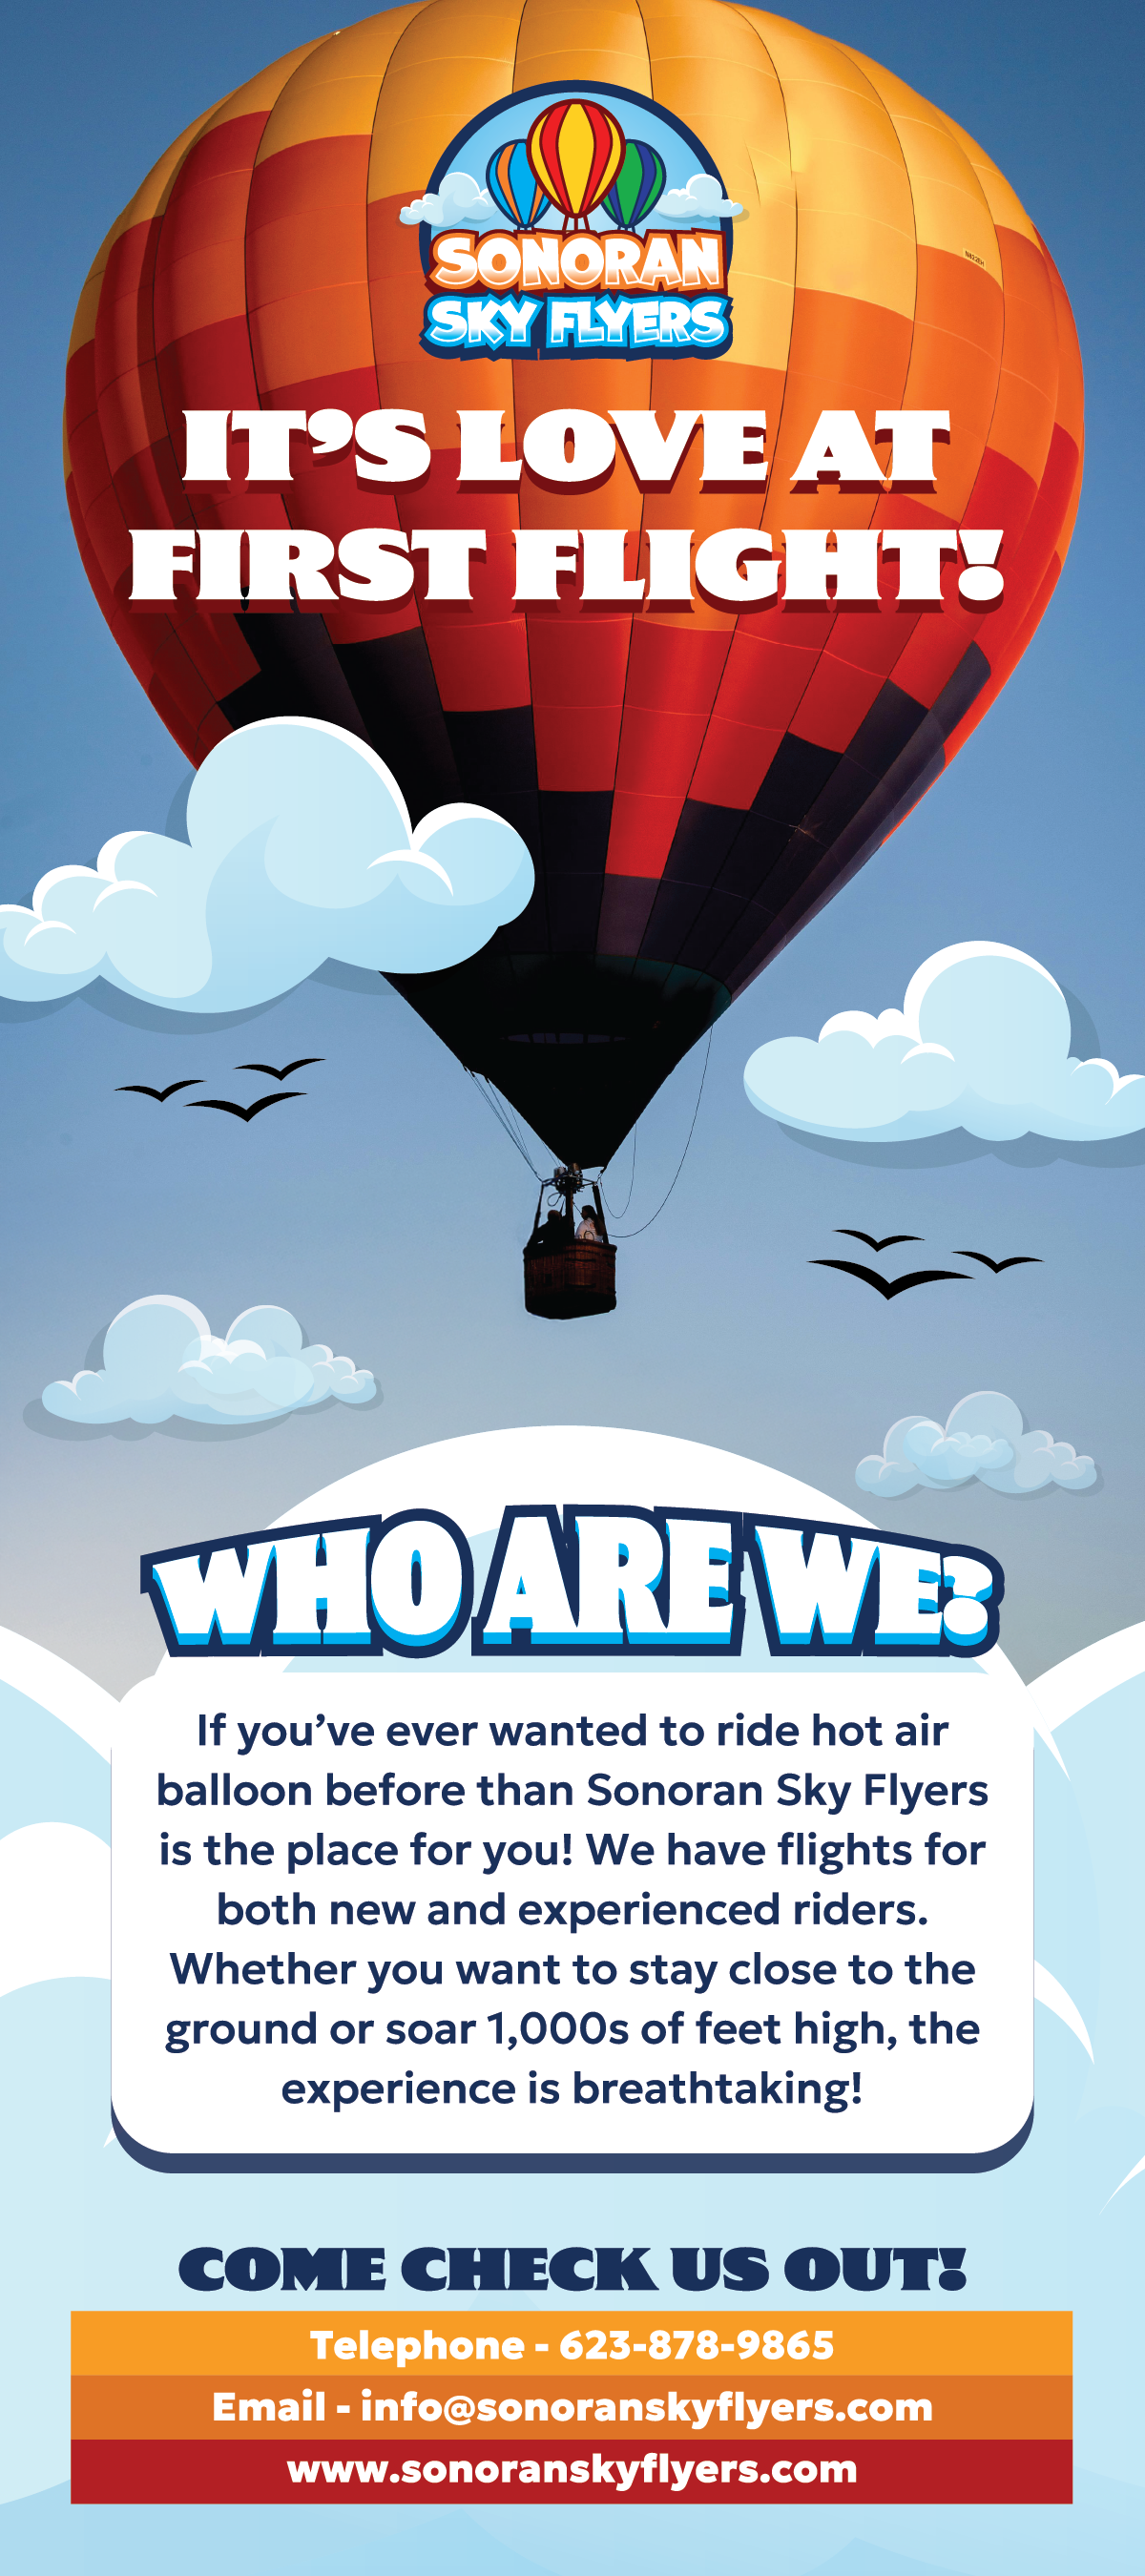 SONORAN
SKY FLYERS
IT'S LOVE AT
FIRST FLIGHT!
WHO ARE WE?
If you've ever wanted to ride hot air
balloon before than Sonoran Sky Flyers
is the place for you! We have flights for
both new and experienced riders.
Whether you want to stay close to the
ground or soar 1,000s of feet high, the
experience is breathtaking!
COME CHECK US OUT!
Telephone - 623-878-9865
Email - info@sonoranskyflyers.com
www.sonoranskyflyers.com